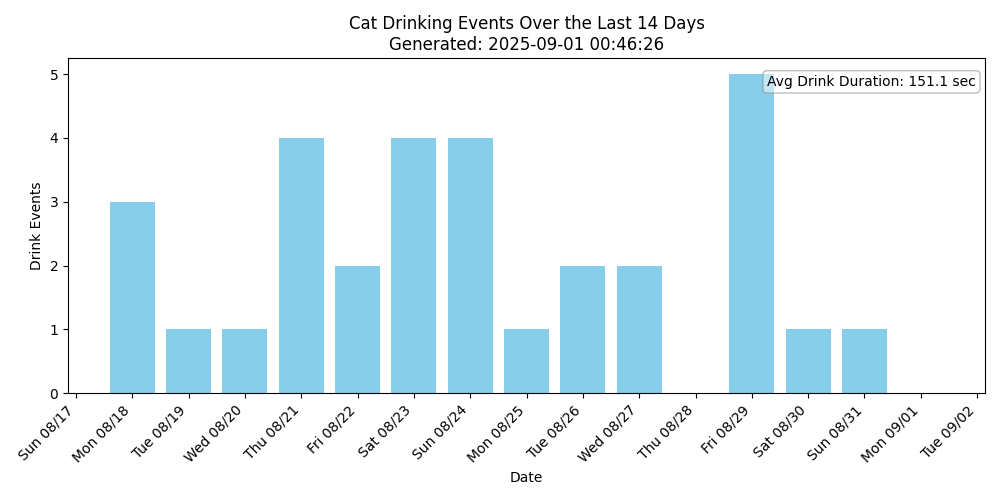 Cat Drinking Events Over the Last 14 Days
Generated: 2025-09-01 00:46:26
Avg Drink Duration: 151.1 sec
Drink Events
5
4
3
2
1
0
Sun 08/17
Mon 08/18
Tue 08/19
Wed 08/20
Thu 08/21
Fri 08/22
Sat 08/23
Sun 08/24
Mon 08/25
Tue 08/26
Wed 08/27
Thu 08/28
Fri 08/29
Sat 08/30
Sun 08/31
Mon 09/01
Tue 09/02
Date